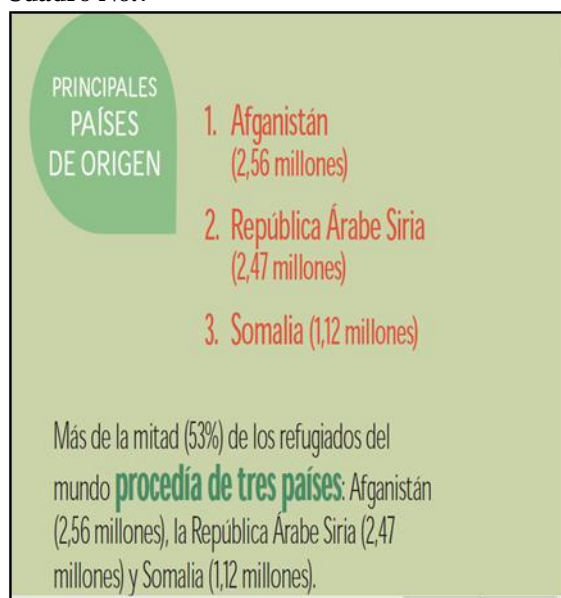 PRINCIPALES
PAÍSES
DE ORIGEN
1. Afganistán
(2,56 millones)
2. República Árabe Siria
(2,47 millones)
3. Somalia (1,12 millones)
Más de la mitad (53%) de los refugiados del
mundo procedía de tres países: Afganistán
(2,56 millones), la República Árabe Siria (2,47
millones) y Somalia (1,12 millones).